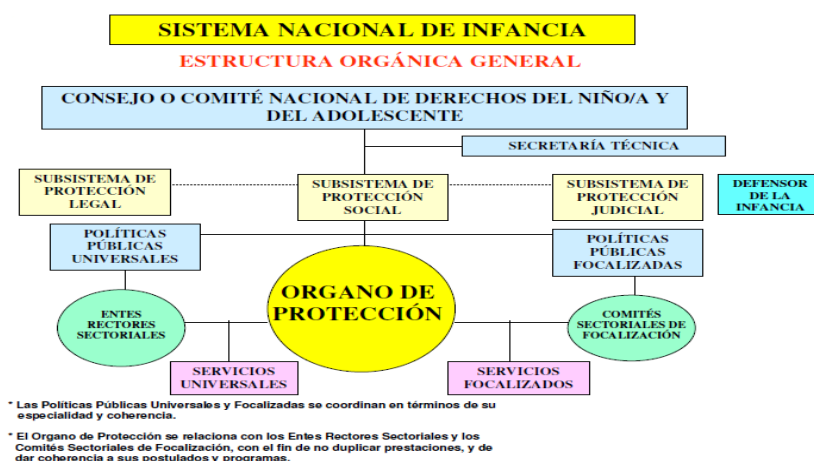 SISTEMA NACIONAL DE INFANCIA
ESTRUCTURA ORGÁNICA GENERAL
CONSEJO O COMITÉ NACIONAL DE DERECHOS DEL NIÑO/A Y
DEL ADOLESCENTE
SECRETARÍA TÉCNICA
SUBSISTEMA DE
PROTECCIÓN
LEGAL
SUBSISTEMA DE
PROTECCIÓN
SOCIAL
SUBSISTEMA DE
PROTECCIÓN
JUDICIAL
DEFENSOR
DE LA
INFANCIA
POLÍTICAS
PÚBLICAS
UNIVERSALES
POLÍTICAS
PÚBLICAS
FOCALIZADAS
ORGANO DE
PROTECCIÓN
ENTES
RECTORES
SECTORIALES
COMITÉS
SECTORIALES DE
FOCALIZACIÓN
SERVICIOS
UNIVERSALES
SERVICIOS
FOCALIZADOS
* Las Políticas Públicas Universales y Focalizadas se coordinan en términos de su
especialidad y coherencia.
* El Organo de Protección se relaciona con los Entes Rectores Sectoriales y los
Comités Sectoriales de Focalización, con el fin de no duplicar prestaciones, y de
dar coherencia a sus postulados y programas.